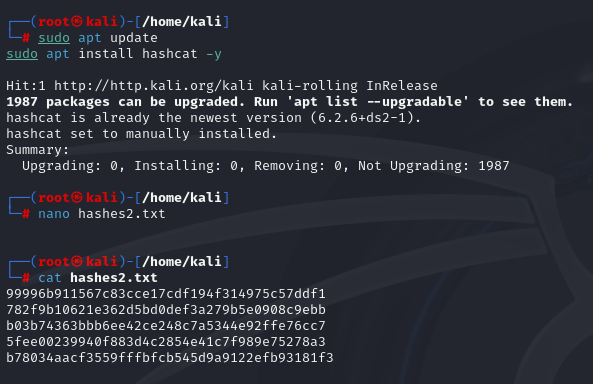 ┌──(root㉿kali)-[/home/kali]
└─# sudo apt update
sudo apt install hashcat -y
Hit:1 http://http.kali.org/kali kali-rolling InRelease
1987 packages can be upgraded. Run 'apt list --upgradable' to see them.
hashcat is already the newest version (6.2.6+ds2-1).
hashcat set to manually installed.
Summary:
  Upgrading: 0, Installing: 0, Removing: 0, Not Upgrading: 1987
┌──(root㉿kali)-[/home/kali]
└─# nano hashes2.txt
┌──(root㉿kali)-[/home/kali]
└─# cat hashes2.txt
99996b911567c83cce17cdf194f314975c57ddf1
782f9b10621e362d5bd0def3a279b5e0908c9ebb
b03b74363bbb6ee42ce248c7a5344e92ffe76cc7
5fee00239940f883d4c2854e41c7f989e75278a3
b78034aacf3559fffbfcb545d9a9122efb93181f3